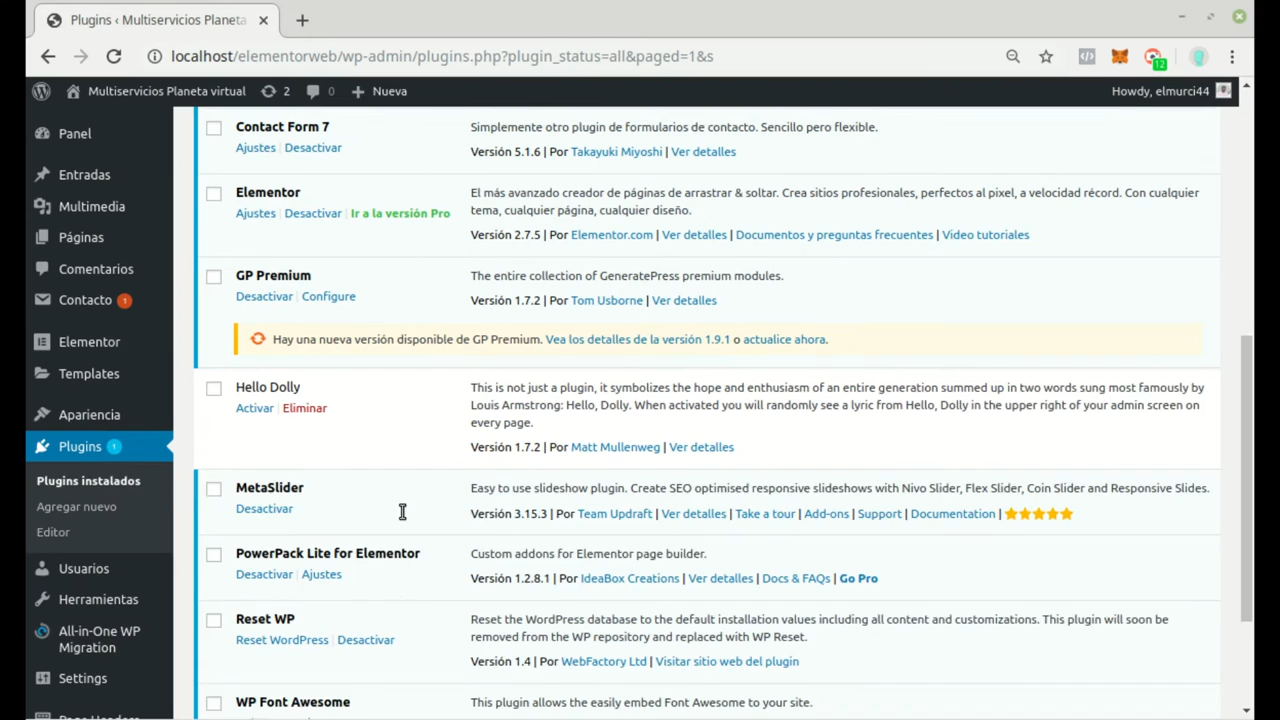 Plugins ‹ Multiservicios Planeta
localhost/elementorweb/wp-admin/plugins.php?plugin_status=all&paged=1&s
12
Multiservicios Planeta virtual
2
0
Nueva
Howdy, elmurci44
Panel
Entradas
Multimedia
Páginas
Comentarios
Contacto 1
Elementor
Templates
Apariencia
Plugins 1
Plugins instalados
Agregar nuevo
Editor
Usuarios
Herramientas
All-in-One WP
Migration
Settings
Page Headers
Contact Form 7
Ajustes | Desactivar
Simplemente otro plugin de formularios de contacto. Sencillo pero flexible.
Versión 5.1.6 | Por Takayuki Miyoshi | Ver detalles
Elementor
Ajustes | Desactivar | Ir a la versión Pro
El más avanzado creador de páginas de arrastrar & soltar. Crea sitios profesionales, perfectos al pixel, a velocidad récord. Con cualquier
tema, cualquier página, cualquier diseño.
Versión 2.7.5 | Por Elementor.com | Ver detalles | Documentos y preguntas frecuentes | Video tutoriales
GP Premium
Desactivar | Configure
The entire collection of GeneratePress premium modules.
Versión 1.7.2 | Por Tom Usborne | Ver detalles
Hay una nueva versión disponible de GP Premium. Vea los detalles de la versión 1.9.1 o actualice ahora.
Hello Dolly
Activar | Eliminar
This is not just a plugin, it symbolizes the hope and enthusiasm of an entire generation summed up in two words sung most famously by
Louis Armstrong: Hello, Dolly. When activated you will randomly see a lyric from Hello, Dolly in the upper right of your admin screen on
every page.
Versión 1.7.2 | Por Matt Mullenweg | Ver detalles
MetaSlider
Desactivar
Easy to use slideshow plugin. Create SEO optimised responsive slideshows with Nivo Slider, Flex Slider, Coin Slider and Responsive Slides.
Versión 3.15.3 | Por Team Updraft | Ver detalles | Take a tour | Add-ons | Support | Documentation |
PowerPack Lite for Elementor
Desactivar | Ajustes
Custom addons for Elementor page builder.
Versión 1.2.8.1 | Por IdeaBox Creations | Ver detalles | Docs & FAQs | Go Pro
Reset WP
Reset WordPress | Desactivar
Reset the WordPress database to the default installation values including all content and customizations. This plugin will soon be
removed from the WP repository and replaced with WP Reset.
Versión 1.4 | Por WebFactory Ltd | Visitar sitio web del plugin
WP Font Awesome
This plugin allows the easily embed Font Awesome to your site.